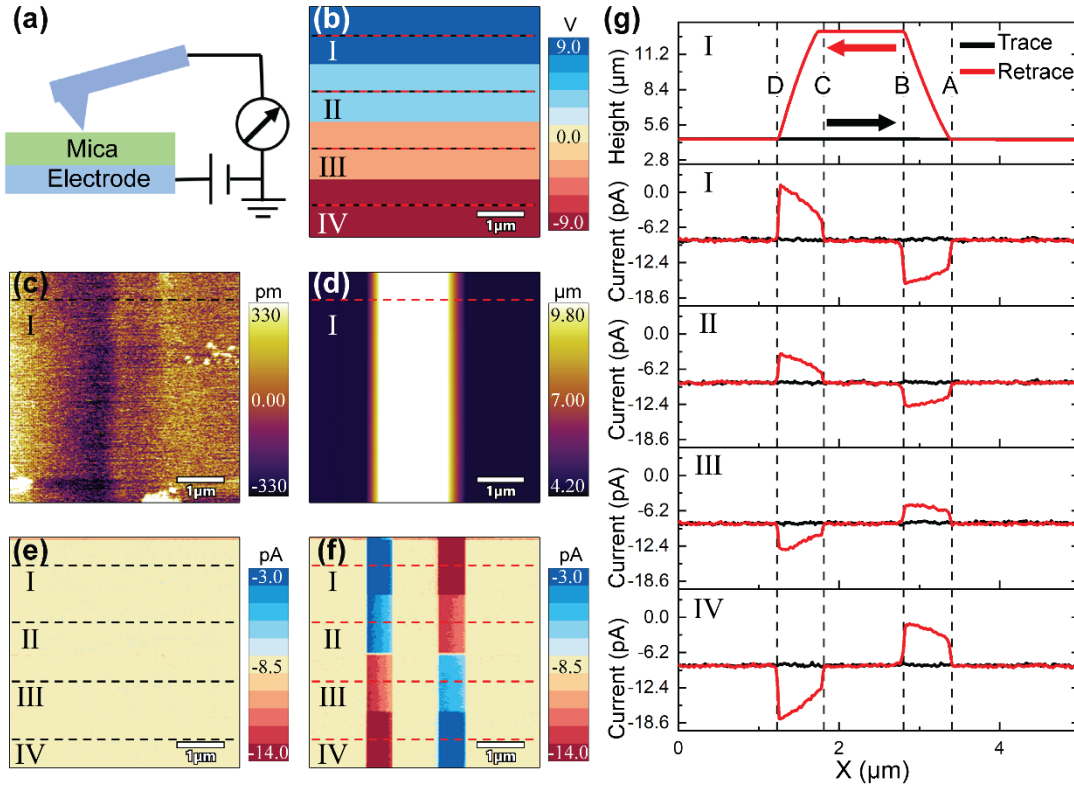 (a)
Mica
Electrode
(b)
I
II
III
IV
1μm
V
9.0
0.0
-9.0
(c)
I
1μm
pm
330
0.00
-330
(d)
I
1μm
μm
9.80
7.00
4.20
(e)
I
II
III
IV
1μm
pA
-3.0
-8.5
-14.0
(f)
I
II
III
IV
1μm
pA
-3.0
-8.5
-14.0
(g)
I
Trace
Retrace
D C B A
Height (μm)
11.2
8.4
5.6
2.8
I
Current (pA)
0.0
-6.2
-12.4
-18.6
II
Current (pA)
0.0
-6.2
-12.4
-18.6
III
Current (pA)
0.0
-6.2
-12.4
-18.6
IV
Current (pA)
0.0
-6.2
-12.4
-18.6
0 2 4
X (μm)